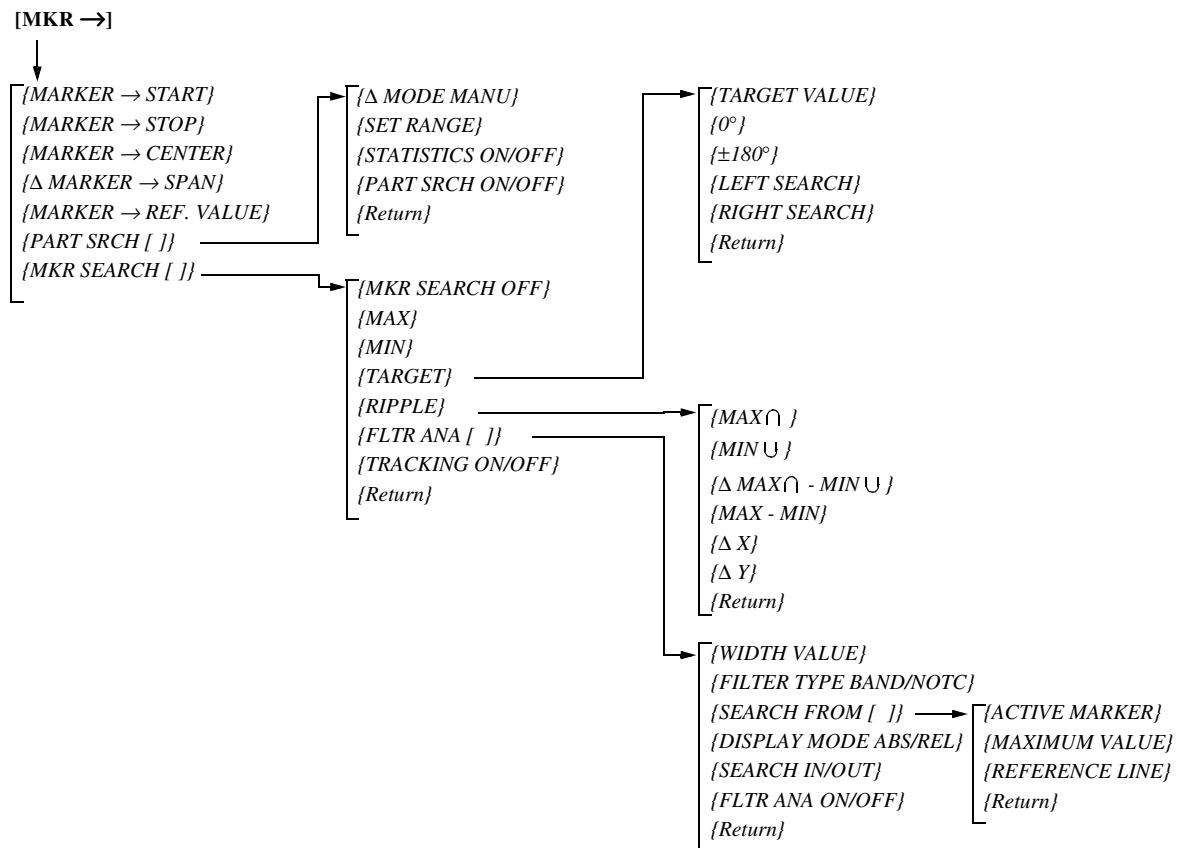 [MKR →]
{MARKER → START}
{MARKER → STOP}
{MARKER → CENTER}
{Δ MARKER → SPAN}
{MARKER → REF. VALUE}
{PART SRCH [ ]}
{MKR SEARCH [ ]}
{Δ MODE MANU}
{SET RANGE}
{STATISTICS ON/OFF}
{PART SRCH ON/OFF}
{Return}
{MKR SEARCH OFF}
{MAX}
{MIN}
{TARGET}
{RIPPLE}
{FLTR ANA [ ]}
{TRACKING ON/OFF}
{Return}
{TARGET VALUE}
{0°}
{±180°}
{LEFT SEARCH}
{RIGHT SEARCH}
{Return}
{MAX∩ }
{MIN∪ }
{Δ MAX∩ - MIN∪ }
{MAX - MIN}
{Δ X}
{Δ Y}
{Return}
{WIDTH VALUE}
{FILTER TYPE BAND/NOTC}
{SEARCH FROM [ ]}
{DISPLAY MODE ABS/REL}
{SEARCH IN/OUT}
{FLTR ANA ON/OFF}
{Return}
{ACTIVE MARKER}
{MAXIMUM VALUE}
{REFERENCE LINE}
{Return}